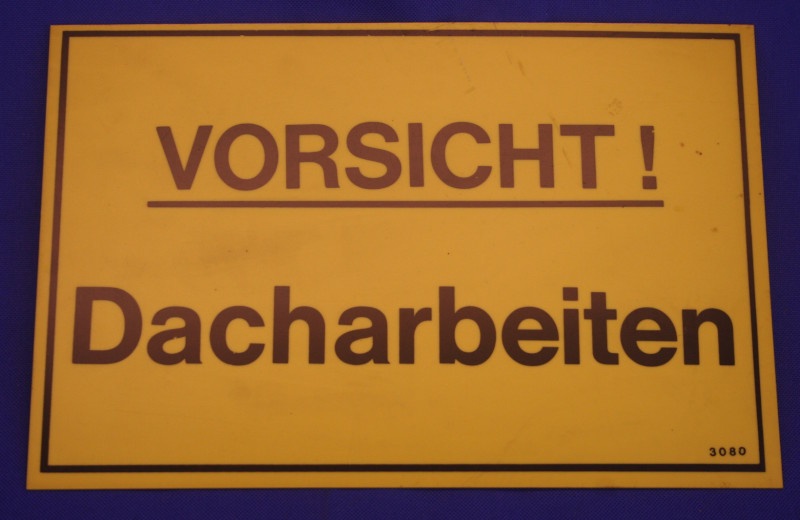 VORSICHT !
Dacharbeiten
3080